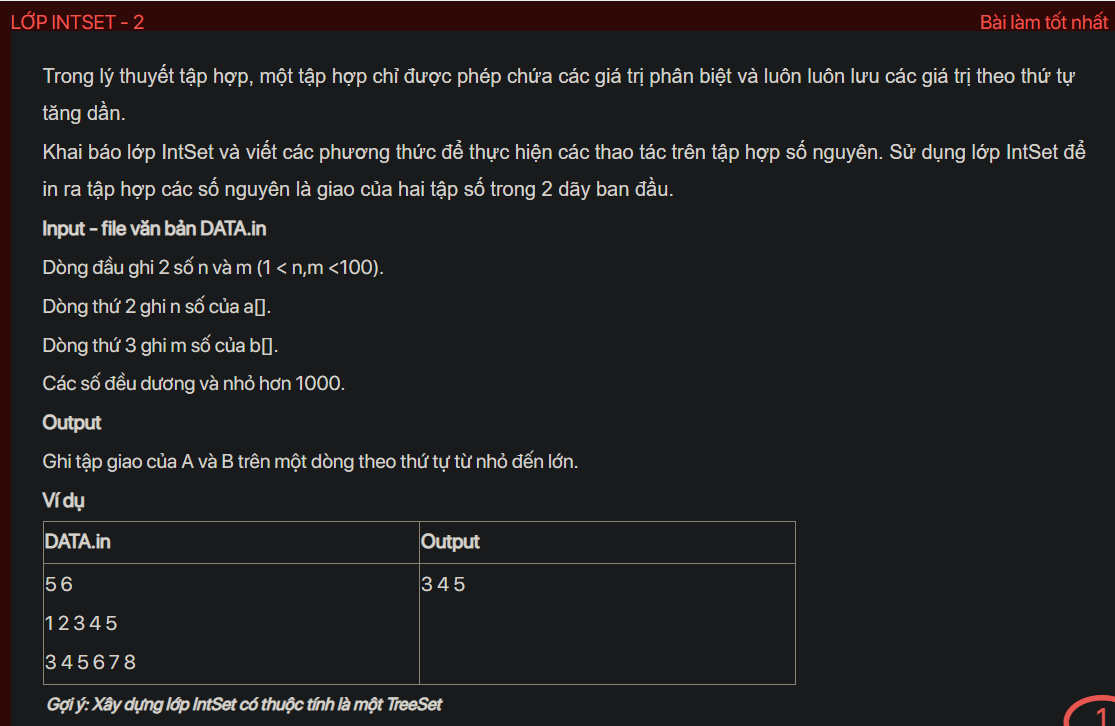 LỚP INTSET - 2
Bài làm tốt nhất
Trong lý thuyết tập hợp, một tập hợp chỉ được phép chứa các giá trị phân biệt và luôn luôn lưu các giá trị theo thứ tự
tăng dần.
Khai báo lớp IntSet và viết các phương thức để thực hiện các thao tác trên tập hợp số nguyên. Sử dụng lớp IntSet để
in ra tập hợp các số nguyên là giao của hai tập số trong 2 dãy ban đầu.
Input – file văn bản DATA.in
Dòng đầu ghi 2 số n và m (1 < n,m <100).
Dòng thứ 2 ghi n số của a[].
Dòng thứ 3 ghi m số của b[].
Các số đều dương và nhỏ hơn 1000.
Output
Ghi tập giao của A và B trên một dòng theo thứ tự từ nhỏ đến lớn.
Ví dụ
DATA.in Output
5 6 3 4 5
1 2 3 4 5
3 4 5 6 7 8
Gợi ý: Xây dựng lớp IntSet có thuộc tính là một TreeSet
1